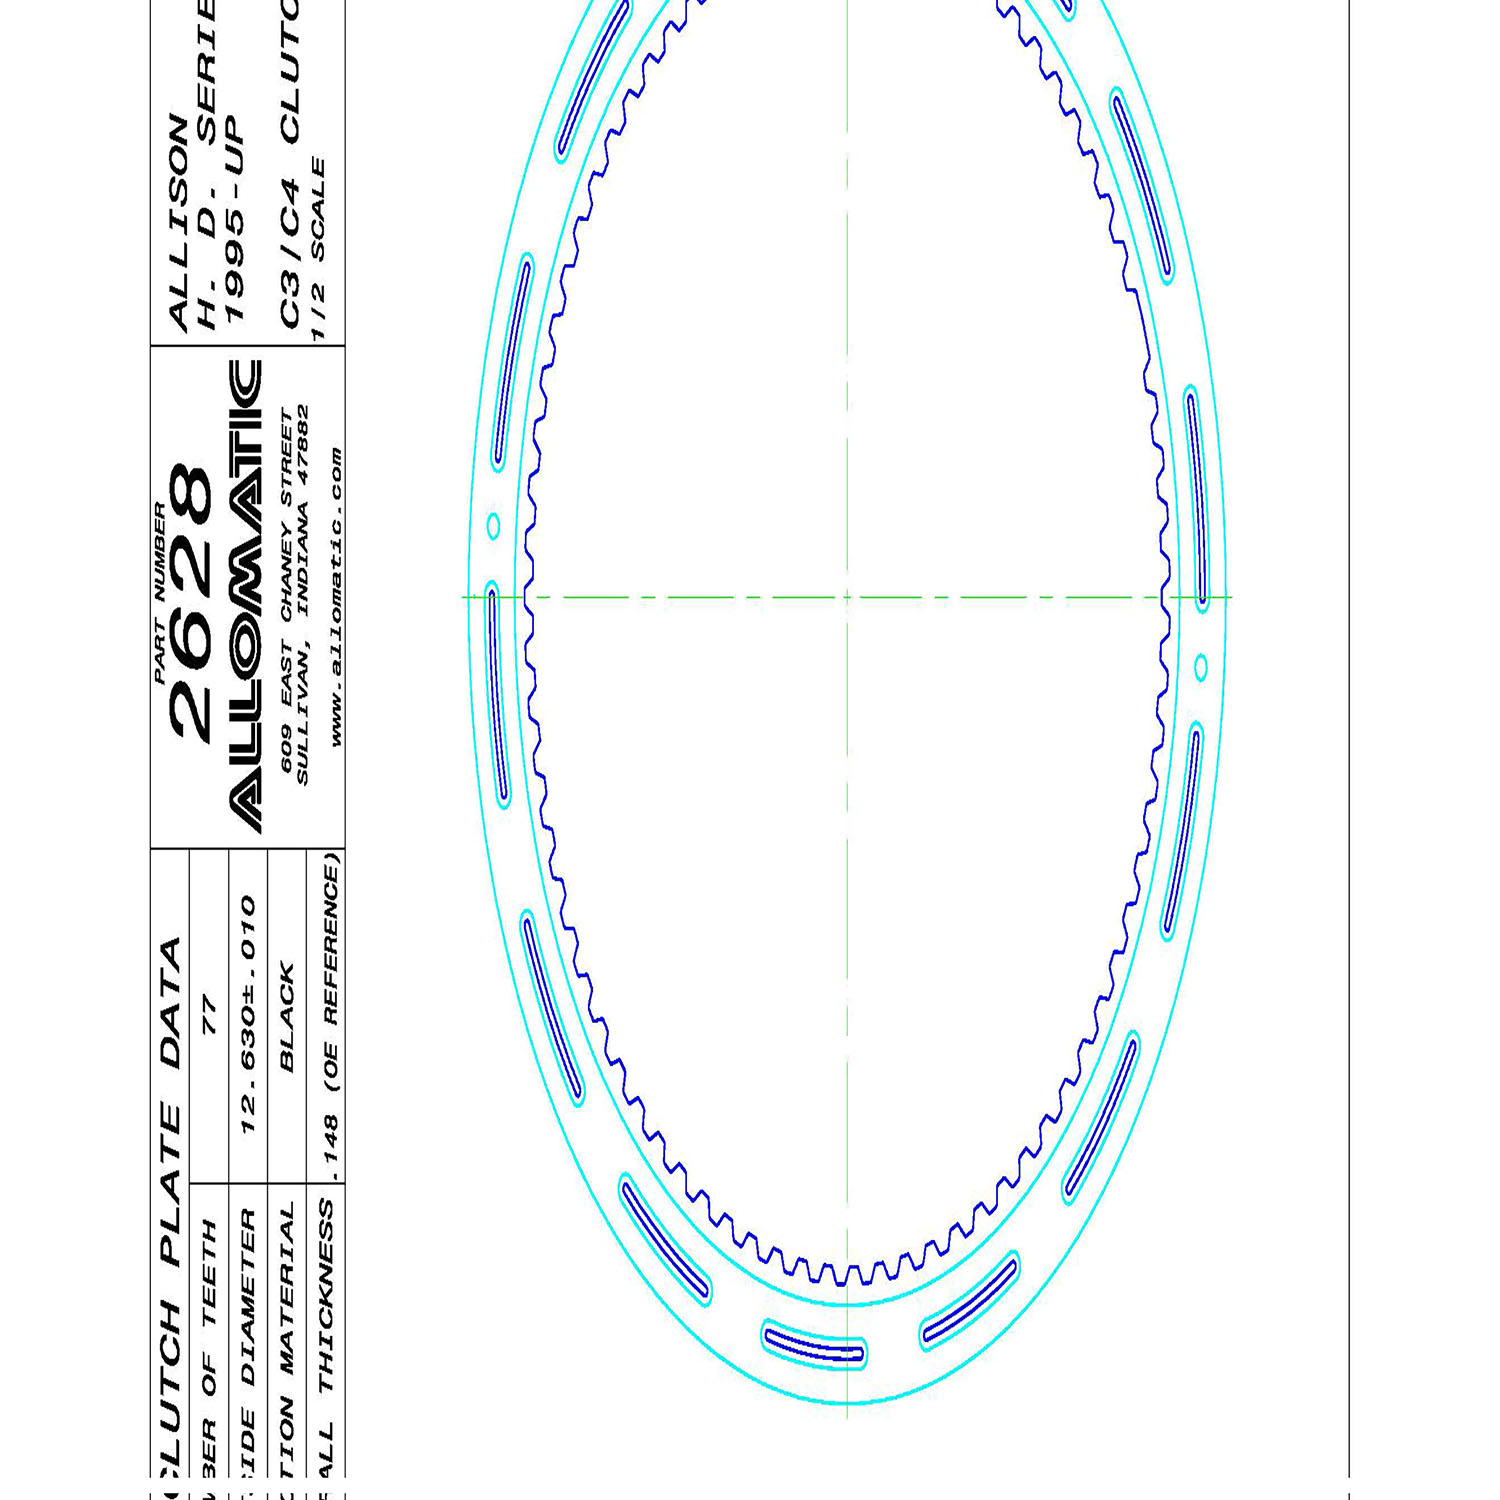 ALLISON
H. D. SERIE
1995-UP
C3/C4 CLUTC
1/2 SCALE
PART NUMBER
2628
ALLOMATIC
609 EAST CHANEY STREET
SULLIVAN, INDIANA 47882
www.allomatic.com
CLUTCH PLATE DATA
BER OF TEETH 77
SIDE DIAMETER 12.630±.010
TION MATERIAL BLACK
ALL THICKNESS .148 (OE REFERENCE)